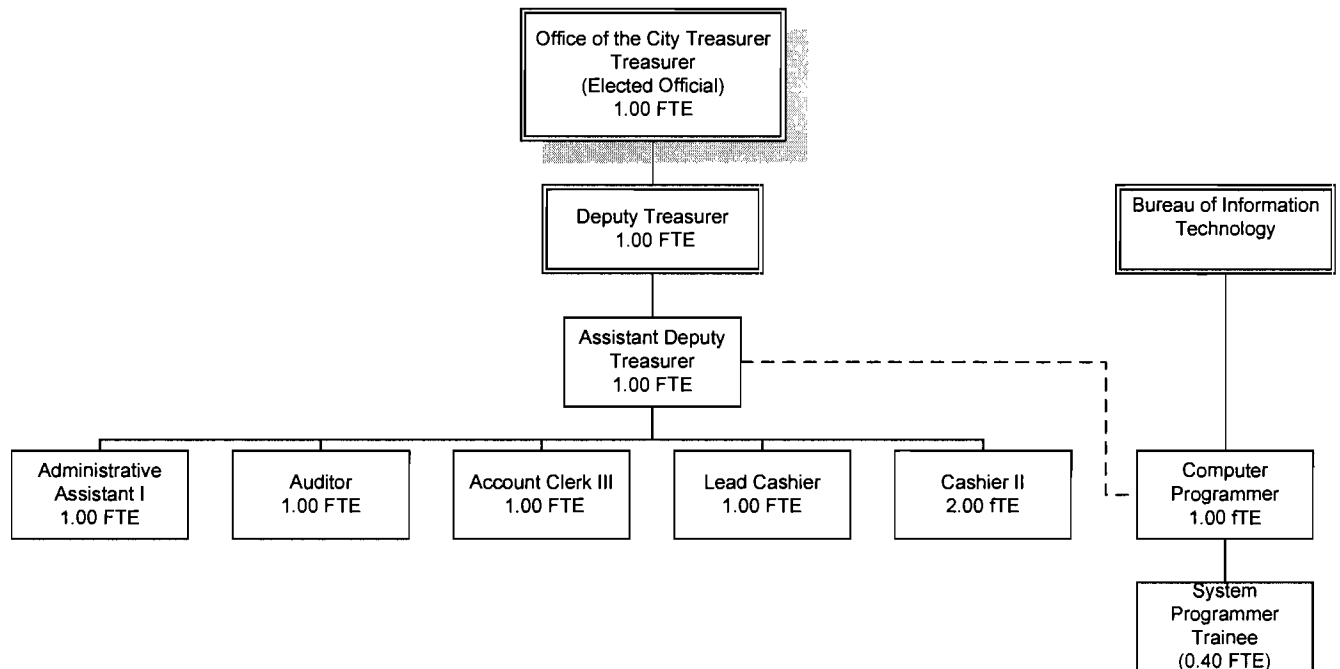 Office of the City Treasurer
Treasurer
(Elected Official)
1.00 FTE
Deputy Treasurer
1.00 FTE
Bureau of Information
Technology
Assistant Deputy
Treasurer
1.00 FTE
Administrative
Assistant I
1.00 FTE
Auditor
1.00 FTE
Account Clerk III
1.00 FTE
Lead Cashier
1.00 FTE
Cashier II
2.00 fTE
Computer
Programmer
1.00 fTE
System
Programmer
Trainee
(0.40 FTE)